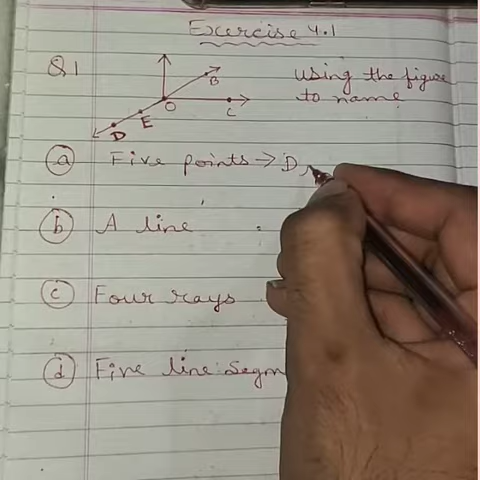 Exercise 4.1
Q1
B
using the figure
O
C
to name
E
D
a Five points → D,
b A line
c Four rays
d Five line segm